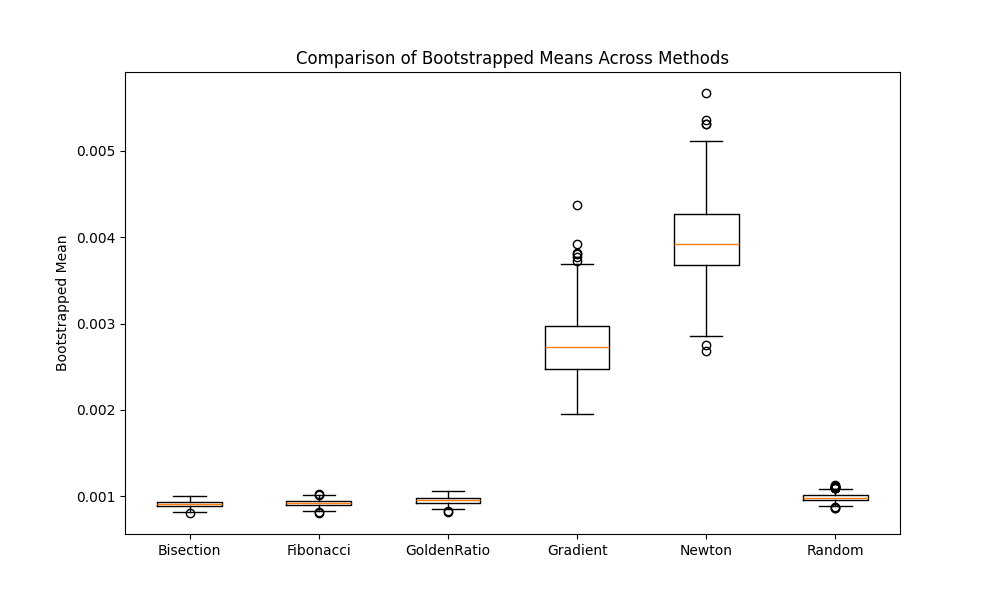 Comparison of Bootstrapped Means Across Methods
Bootstrapped Mean
0.005
0.004
0.003
0.002
0.001
Bisection
Fibonacci
GoldenRatio
Gradient
Newton
Random